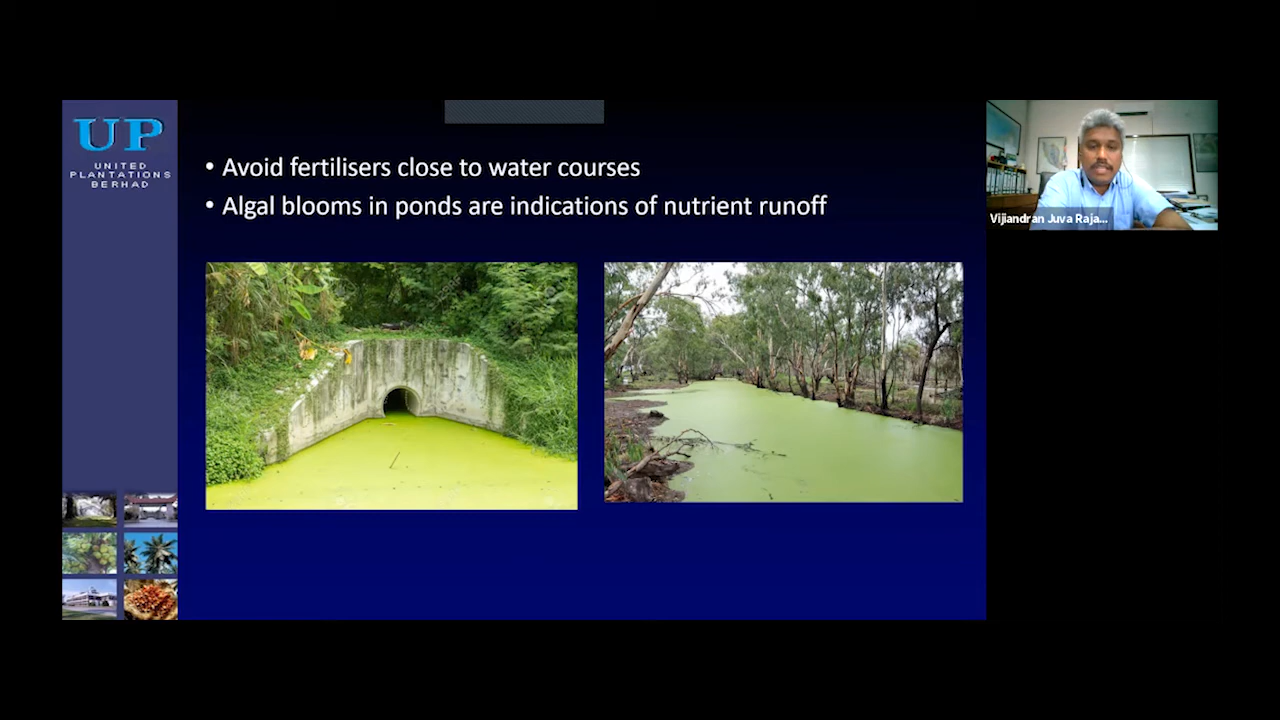 UP
UNITED
PLANTATIONS
BERHAD
• Avoid fertilisers close to water courses
• Algal blooms in ponds are indications of nutrient runoff
Vijiandran Juva Raja...